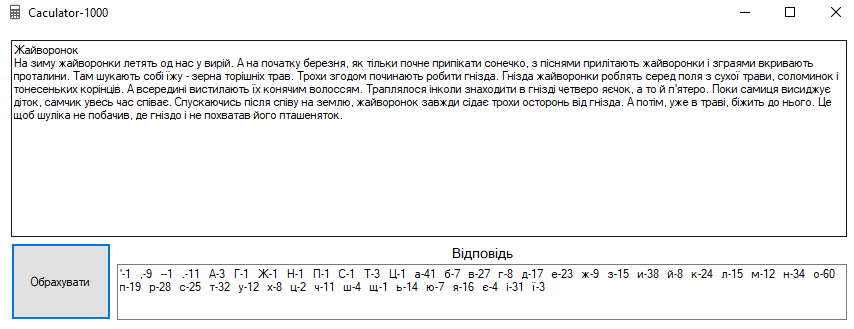 Caculator-1000
Жайворонок
На зиму жайворонки летять од нас у вирій. А на початку березня, як тільки почне припікати сонечко, з піснями прилітають жайворонки і зграями вкривають
проталини. Там шукають собі їжу - зерна торішніх трав. Трохи згодом починають робити гнізда. Гнізда жайворонки роблять серед поля з сухої трави, соломинок і
тонесеньких корінців. А всередині вистилають їх конячим волоссям. Траплялося інколи знаходити в гнізді четверо яєчок, а то й п'ятеро. Поки самиця висиджує
діток, самчик увесь час співає. Спускаючись після співу на землю, жайворонок завжди сідає трохи осторонь від гнізда. А потім, уже в траві, біжить до нього. Це
щоб шуліка не побачив, де гніздо і не похватав його пташеняток.
Відповідь
Обрахувати
'-1 ,-9 --1 .-11 А-3 Г-1 Ж-1 Н-1 П-1 С-1 Т-3 Ц-1 а-41 б-7 в-27 г-8 д-17 е-23 ж-9 з-15 и-38 й-8 к-24 л-15 м-12 н-34 о-60
п-19 р-28 с-25 т-32 у-12 х-8 ц-2 ч-11 ш-4 щ-1 ь-14 ю-7 я-16 є-4 і-31 ї-3